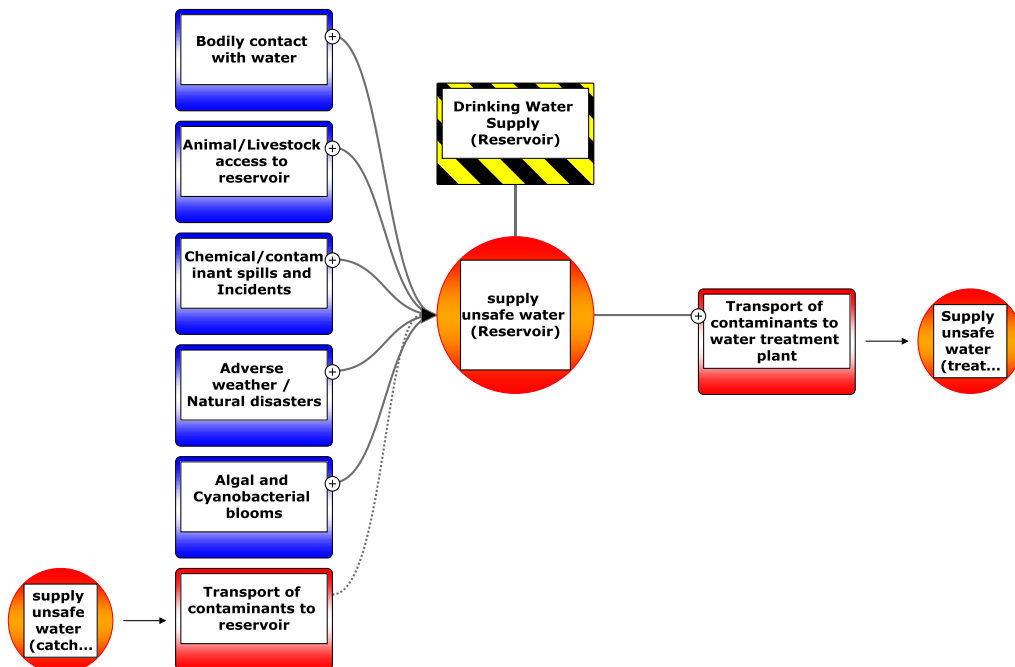 Bodily contact
with water
Animal/Livestock
access to
reservoir
Chemical/contam
inant spills and
Incidents
Adverse
weather /
Natural disasters
Algal and
Cyanobacterial
blooms
supply
unsafe
water
(catch...
Transport of
contaminants to
reservoir
Drinking Water
Supply
(Reservoir)
supply
unsafe water
(Reservoir)
Transport of
contaminants to
water treatment
plant
Supply
unsafe
water
(treat...